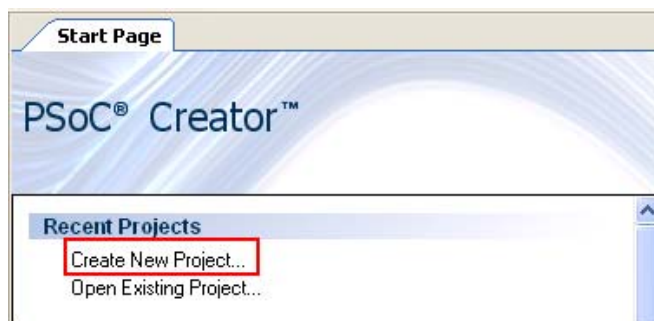 Start Page
PSoC® Creator™
Recent Projects
Create New Project...
Open Existing Project...